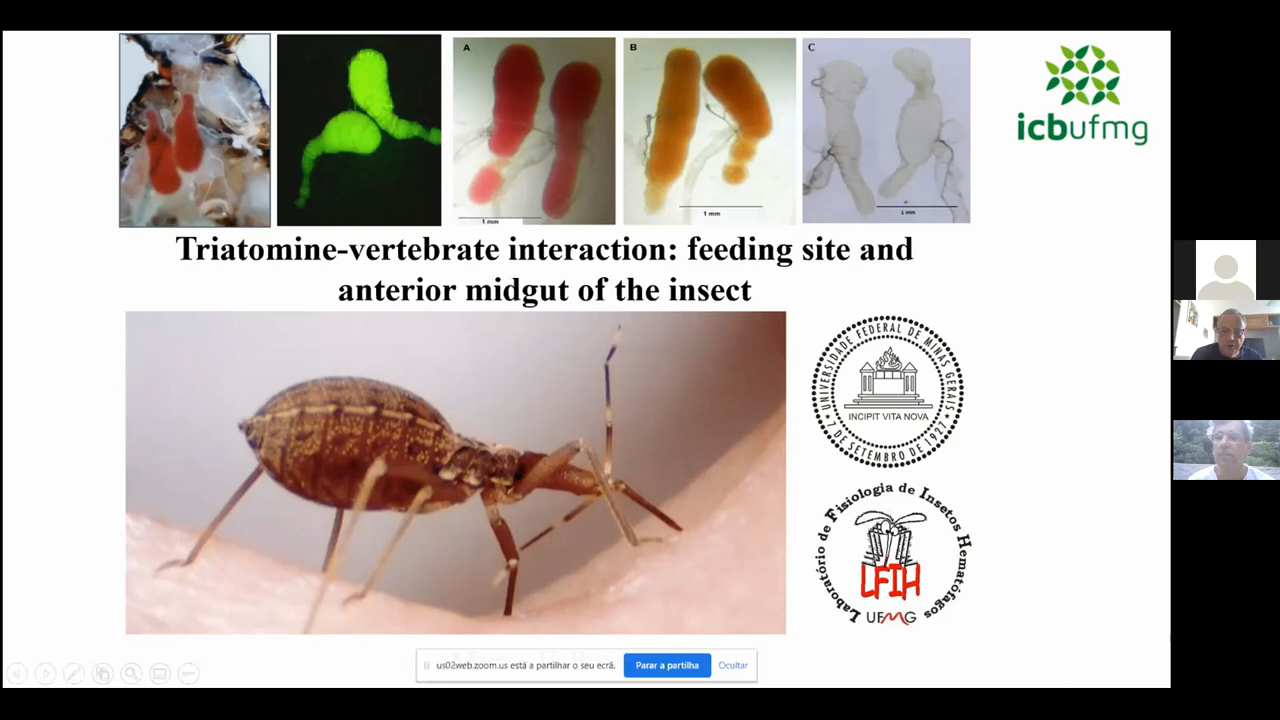 A
B
C
1 mm
1 mm
1 mm
icbufmg
Triatomine-vertebrate interaction: feeding site and
anterior midgut of the insect
UNIVERSIDADE FEDERAL DE MINAS GERAIS
INCIPIT VITA NOVA
7 DE SETEMBRO DE 1927
Laboratório de Fisiologia de Insetos Hematófagos
LFIH
UFMG
us02web.zoom.us está a partilhar o seu ecrã.
Parar a partilha
Ocultar